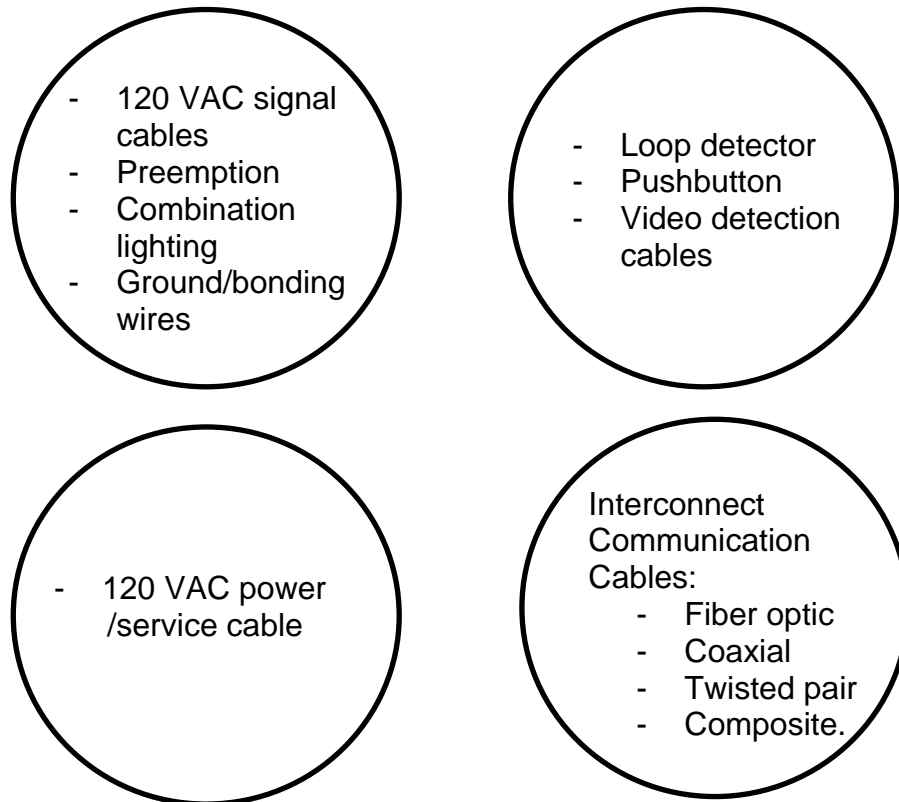 - 120 VAC signal
cables
- Preemption
- Combination
lighting
- Ground/bonding
wires
- Loop detector
- Pushbutton
- Video detection
cables
- 120 VAC power
/service cable
Interconnect
Communication
Cables:
- Fiber optic
- Coaxial
- Twisted pair
- Composite.